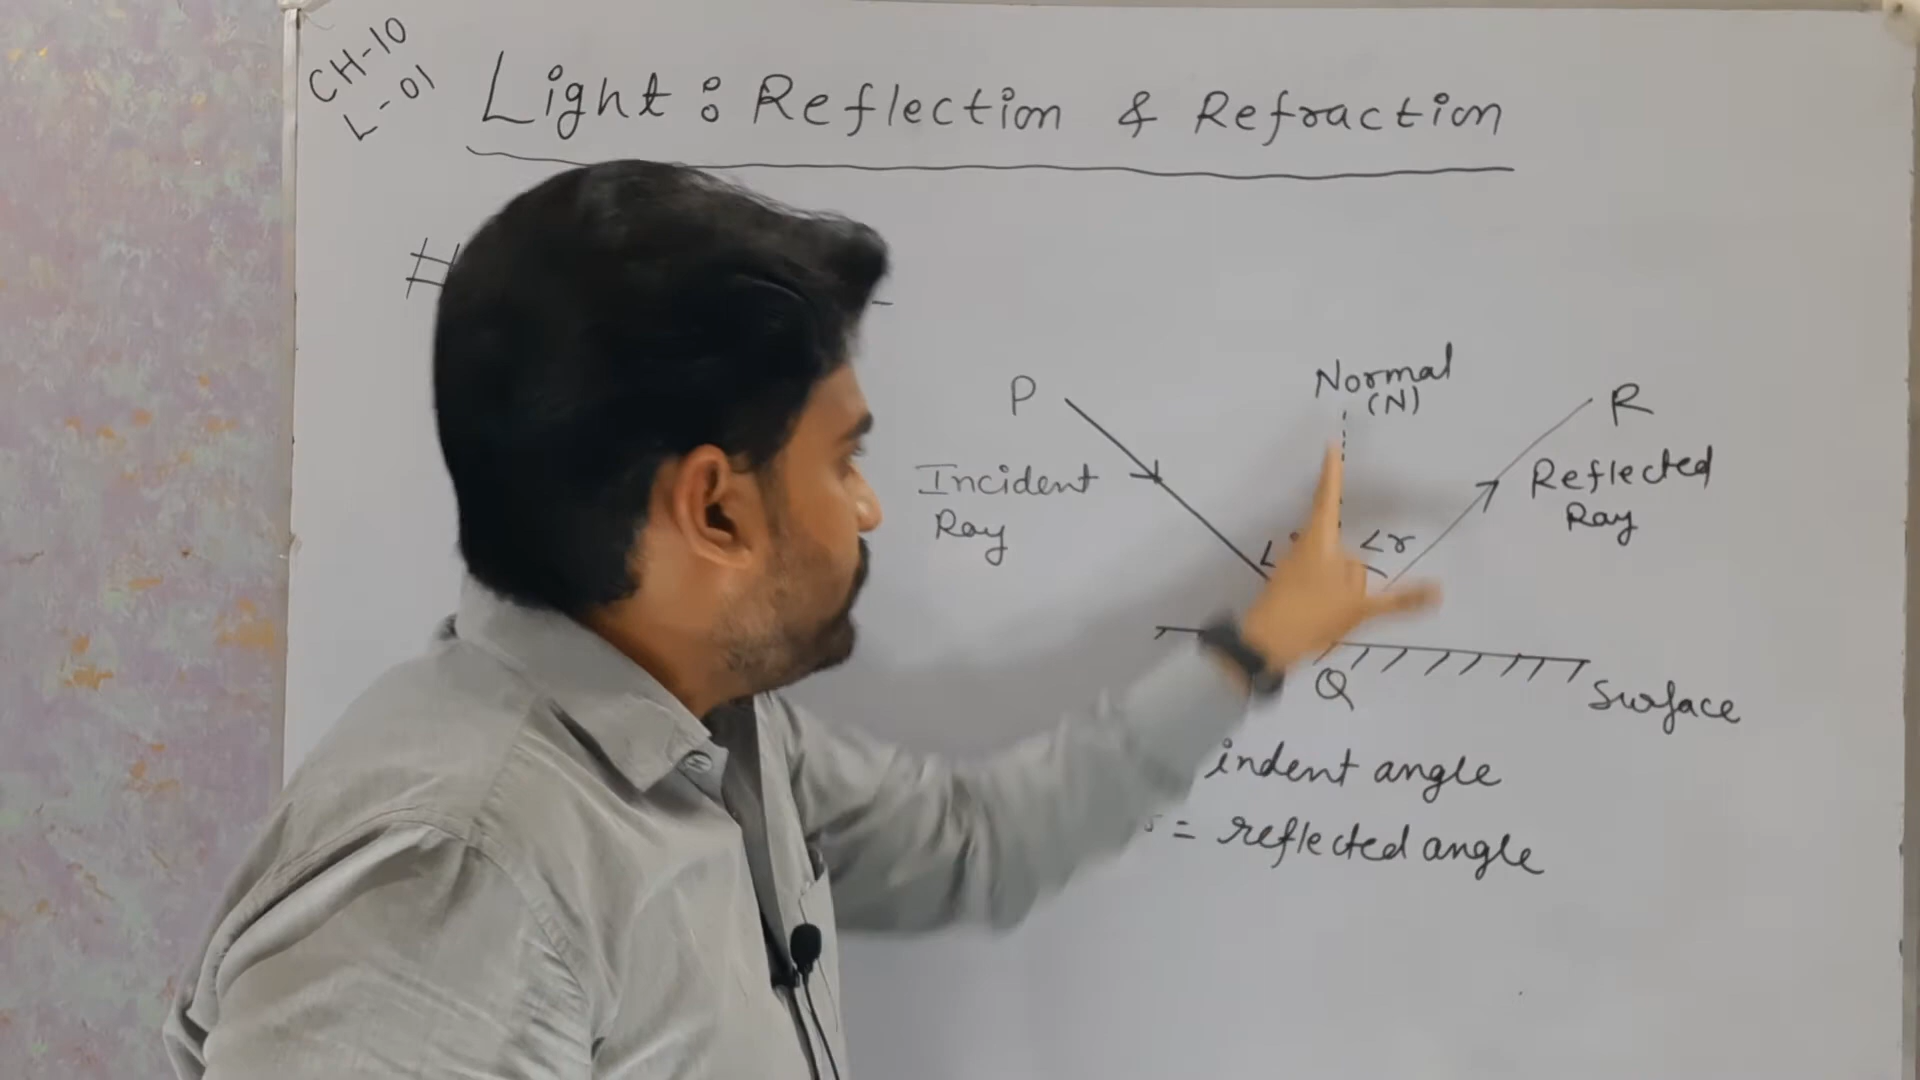 CH-10
L-01
Light : Reflection & Refraction
#
Normal
(N)
P
R
Incident
Ray
Reflected
Ray
∠r
Q
Surface
indent angle
= reflected angle